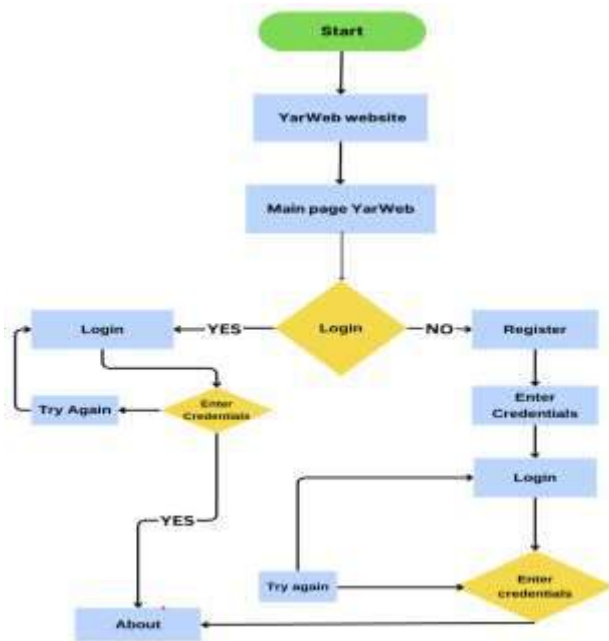 Start
YarWeb website
Main page YarWeb
Login
YES
Login
NO
Register
Try Again
Enter
Credentials
Enter
Credentials
Login
YES
Try again
Enter
credentials
About